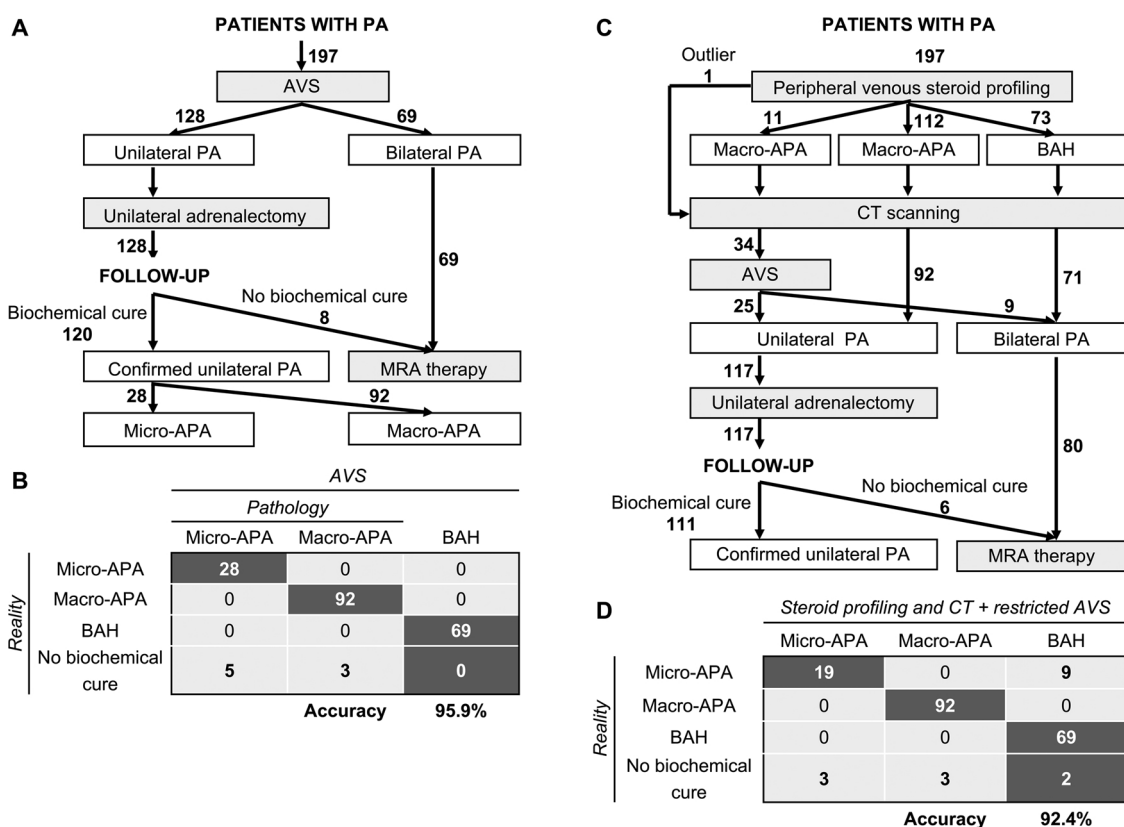 A
PATIENTS WITH PA
197
AVS
128
69
Unilateral PA
Bilateral PA
Unilateral adrenalectomy
128
FOLLOW-UP
69
No biochemical cure
8
Biochemical cure
120
Confirmed unilateral PA
MRA therapy
28
92
Micro-APA
Macro-APA
B
AVS
Pathology
Micro-APA Macro-APA BAH
Reality
Micro-APA 28 0 0
Macro-APA 0 92 0
BAH 0 0 69
No biochemical cure 5 3 0
Accuracy 95.9%
C
PATIENTS WITH PA
Outlier
1
197
Peripheral venous steroid profiling
11
112
73
Macro-APA
Macro-APA
BAH
CT scanning
34
AVS
92
71
25
9
Unilateral PA
Bilateral PA
117
Unilateral adrenalectomy
117
80
FOLLOW-UP
No biochemical cure
6
Biochemical cure
111
Confirmed unilateral PA
MRA therapy
D
Steroid profiling and CT + restricted AVS
Micro-APA Macro-APA BAH
Reality
Micro-APA 19 0 9
Macro-APA 0 92 0
BAH 0 0 69
No biochemical cure 3 3 2
Accuracy 92.4%